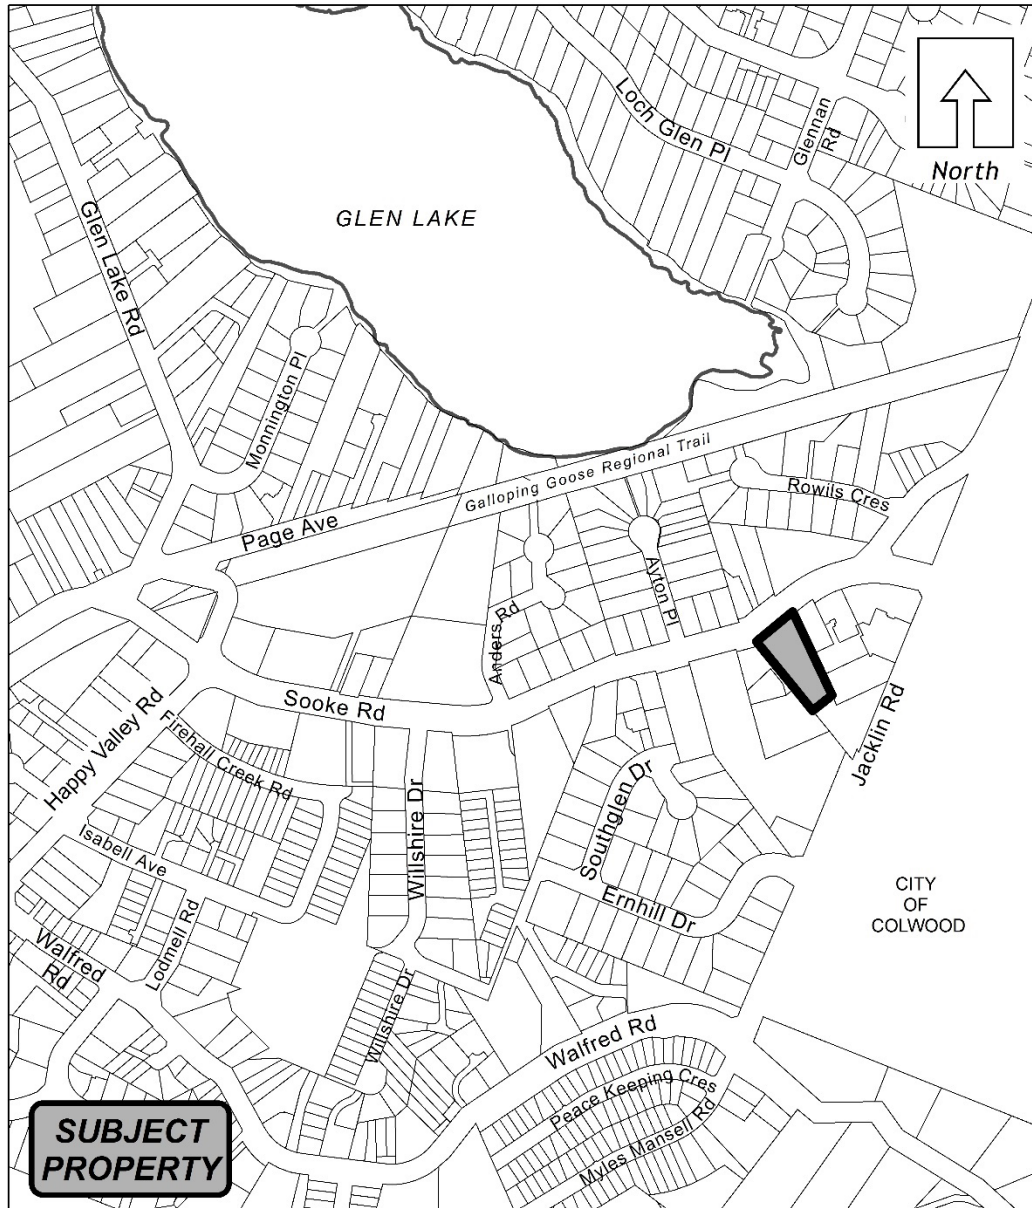 Loch Glen Pl
Glennan
Rd
North
GLEN LAKE
Glen Lake Rd
Monnington Pl
Galloping Goose Regional Trail
Rowils Cres
Page Ave
Ayton Pl
Anders Rd
Sooke Rd
Happy Valley Rd
Firehall Creek Rd
Jacklin Rd
Willshire Dr
Southglen Dr
Isabell Ave
Ernhill Dr
CITY
OF
COLWOOD
Lodmell Rd
Walfred
Rd
Willshire Dr
Walfred Rd
Peace Keeping Cres
Myles Mansell Rd
SUBJECT
PROPERTY